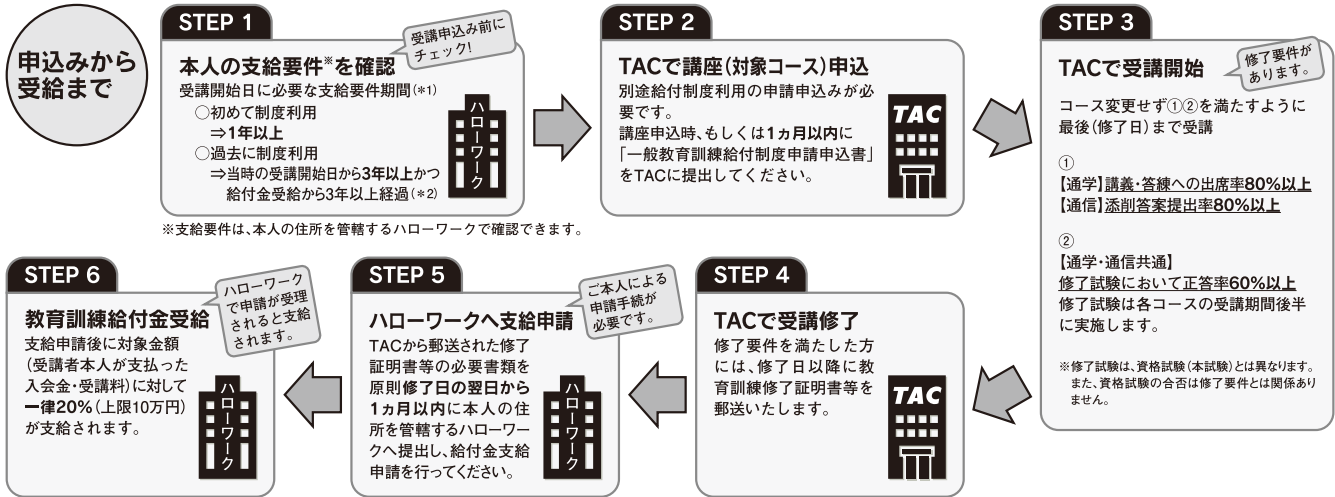 申込みから
受給まで
STEP 1
受講申込み前に
チェック!
本人の支給要件※を確認
受講開始日に必要な支給要件期間(*1)
○初めて制度利用
⇒1年以上
○過去に制度利用
⇒当時の受講開始日から3年以上かつ
給付金受給から3年以上経過(*2)
ハローワーク
※支給要件は、本人の住所を管轄するハローワークで確認できます。
STEP 2
TACで講座(対象コース)申込
別途給付制度利用の申請申込みが必
要です。
講座申込時、もしくは1ヵ月以内に
「一般教育訓練給付制度申請申込書」
をTACに提出してください。
TAC
STEP 3
修了要件が
あります。
TACで受講開始
コース変更せず①②を満たすように
最後(修了日)まで受講
①
【通学】講義・答練への出席率80%以上
【通信】添削答案提出率80%以上
②
【通学・通信共通】
修了試験において正答率60%以上
修了試験は各コースの受講期間後半
に実施します。
※修了試験は、資格試験(本試験)とは異なります。
また、資格試験の合否は修了要件とは関係あり
ません。
STEP 4
TACで受講修了
修了要件を満たした方
には、修了日以降に教
育訓練修了証明書等を
郵送いたします。
TAC
STEP 5
ご本人による
申請手続が
必要です。
ハローワークへ支給申請
TACから郵送された修了
証明書等の必要書類を
原則修了日の翌日から
1ヵ月以内に本人の住
所を管轄するハローワー
クへ提出し、給付金支給
申請を行ってください。
ハローワーク
STEP 6
ハローワーク
で申請が受理
されると支給
されます。
教育訓練給付金受給
支給申請後に対象金額
(受講者本人が支払った
入会金・受講料)に対して
一律20%(上限10万円)
が支給されます。
ハローワーク